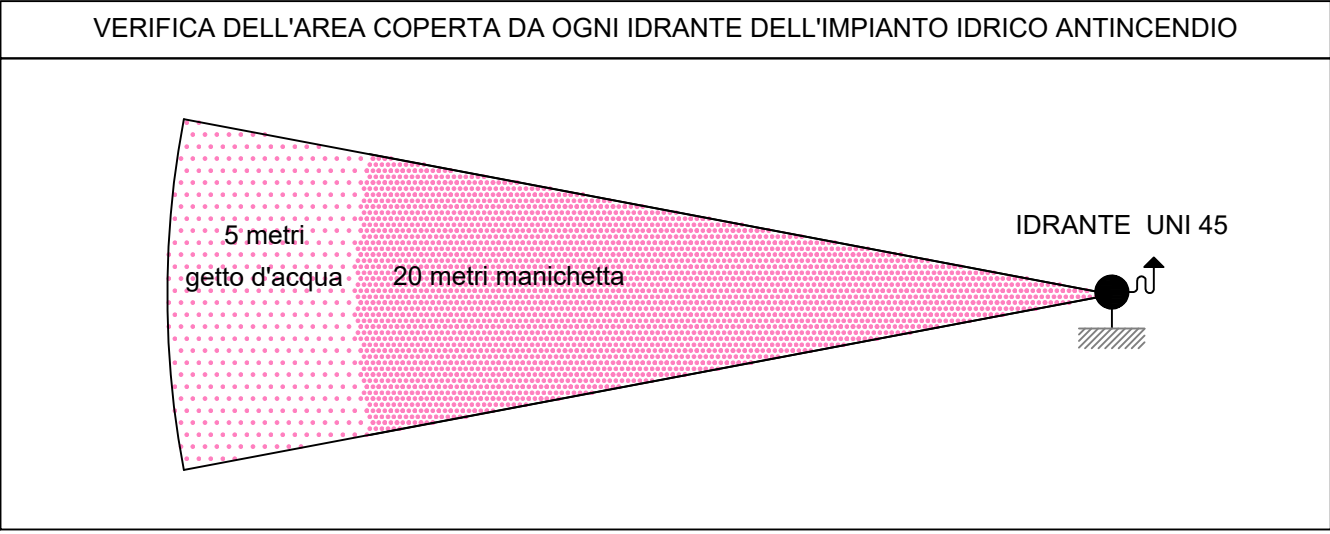 VERIFICA DELL'AREA COPERTA DA OGNI IDRANTE DELL'IMPIANTO IDRICO ANTINCENDIO
IDRANTE UNI 45
5 metri
getto d'acqua
20 metri manichetta